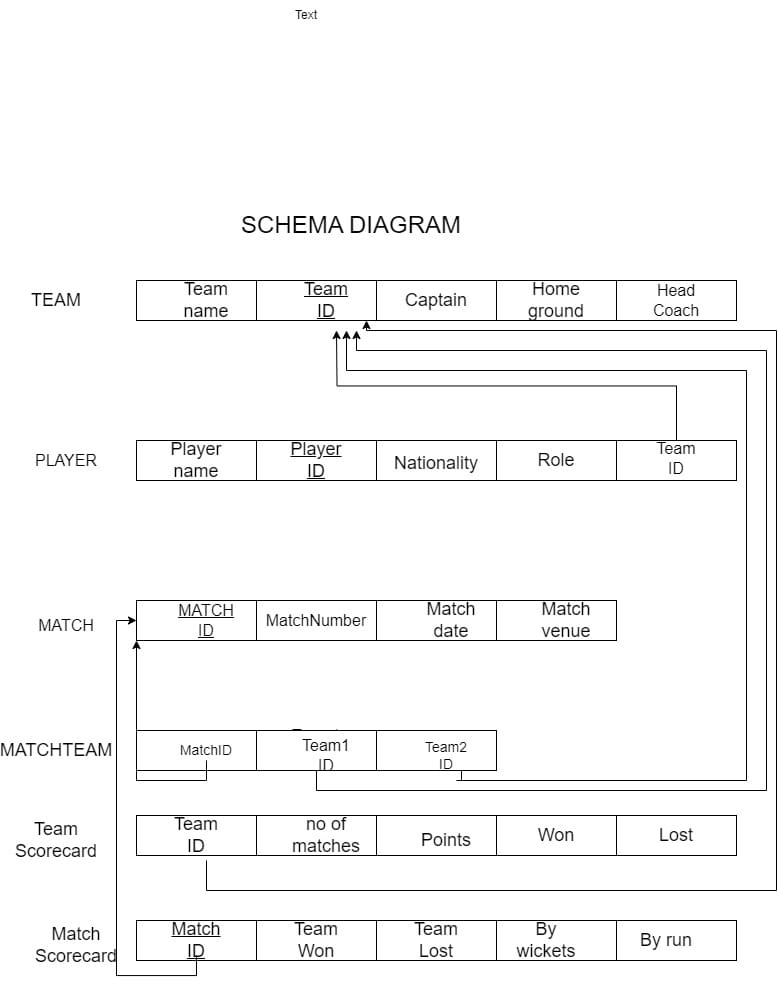 Text
SCHEMA DIAGRAM
TEAM
Team
name
Team
ID
Captain
Home
ground
Head
Coach
PLAYER
Player
name
Player
ID
Nationality
Role
Team
ID
MATCH
MATCH
ID
MatchNumber
Match
date
Match
venue
MATCHTEAM
MatchID
Team1
ID
Team2
ID
Team
Scorecard
Team
ID
no of
matches
Points
Won
Lost
Match
Scorecard
Match
ID
Team
Won
Team
Lost
By
wickets
By run